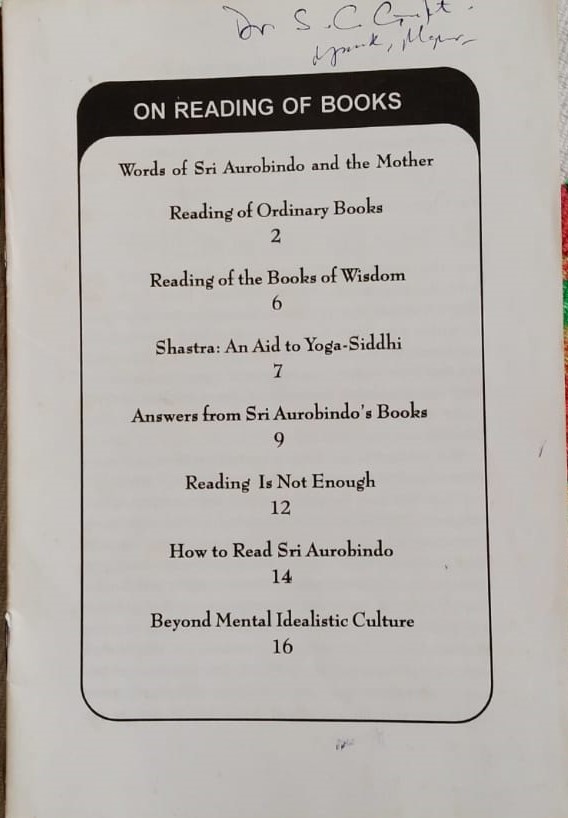 Dr. S. C. Gupt.
ON READING OF BOOKS
Words of Sri Aurobindo and the Mother
Reading of Ordinary Books
2
Reading of the Books of Wisdom
6
Shastra: An Aid to Yoga-Siddhi
7
Answers from Sri Aurobindo's Books
9
Reading Is Not Enough
12
How to Read Sri Aurobindo
14
Beyond Mental Idealistic Culture
16